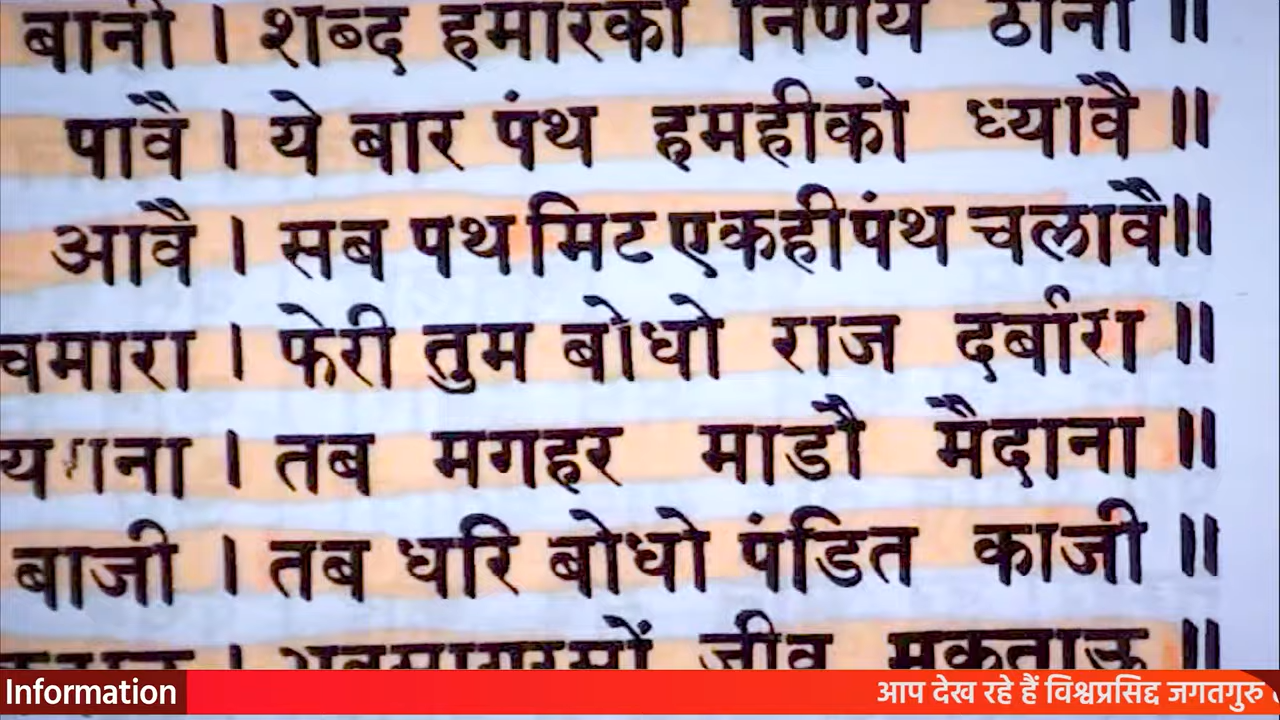 बानी । शब्द हमारको निर्णय ठानी ॥
पावै । ये बार पंथ हमहीको ध्यावै ॥
आवै । सब पथ मिट एकहीपंथ चलावै॥
। फेरी तुम बोधो राज दर्बारा ॥
। तब मगहर माडौ मैदाना ॥
बाजी । तब धरि बोधो पंडित काजी ॥
। जीव मुकताऊ ॥
Information
आप देख रहे हैं विश्वप्रसिद्द जगतगुरु